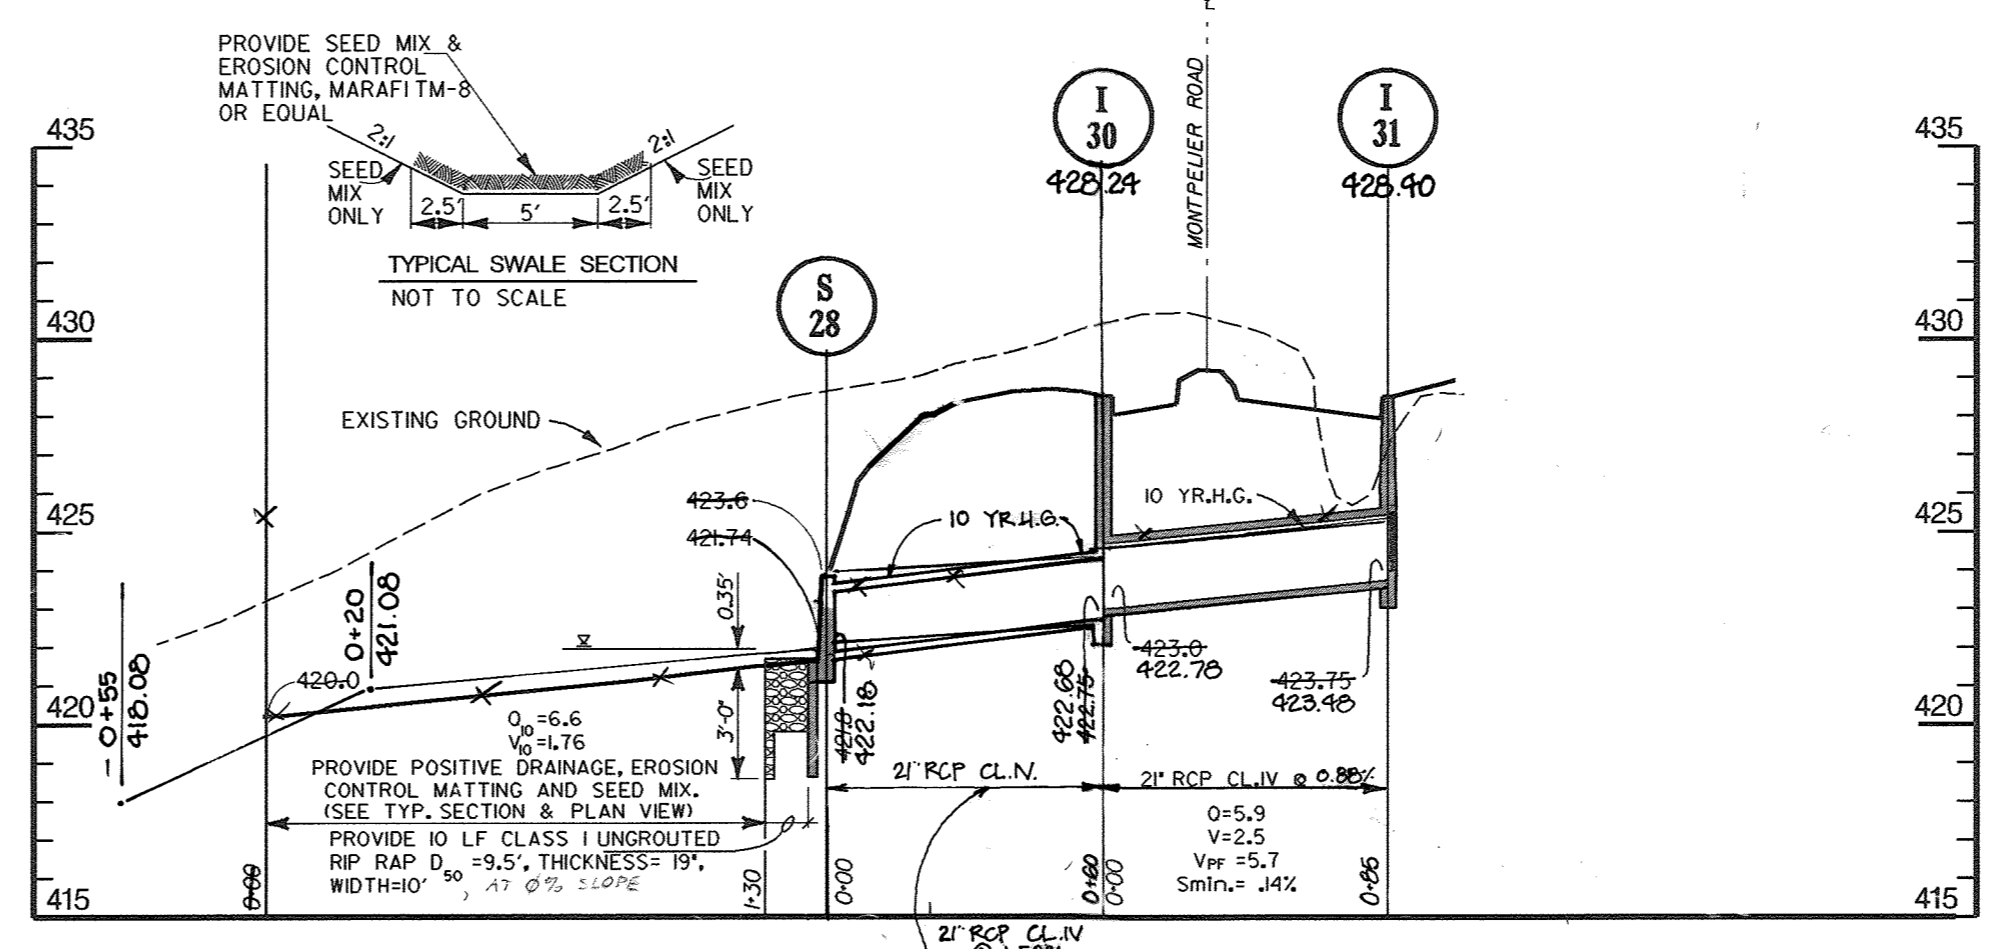 PROVIDE SEED MIX &
EROSION CONTROL
MATTING, MARAFI TM-8
OR EQUAL
2:1
2:1
SEED
MIX
ONLY
SEED
MIX
ONLY
2.5'
5'
2.5'
TYPICAL SWALE SECTION
NOT TO SCALE
I
30
428.24
MONTPELIER ROAD
I
31
428.40
S
28
435
430
425
420
415
435
430
425
420
415
EXISTING GROUND
423.6
421.74
10 YR.H.G.
10 YR.H.G.
0+20
421.08
-0+55
418.08
420.0
0.35'
3'-0"
Q10 =6.6
V10 =1.76
PROVIDE POSITIVE DRAINAGE, EROSION
CONTROL MATTING AND SEED MIX.
(SEE TYP. SECTION & PLAN VIEW)
PROVIDE 10 LF CLASS I UNGROUTED
RIP RAP D50 =9.5", THICKNESS= 19",
WIDTH=10', AT 0% SLOPE
421.8
422.18
422.68
422.75
423.0
422.78
423.75
423.48
21" RCP CL.IV.
21" RCP CL.IV @ 0.88%
Q=5.9
V=2.5
VPF =5.7
Smin.= .14%
0+00
1+30
0+00
0+60
0+00
0+85
21" RCP CL.IV